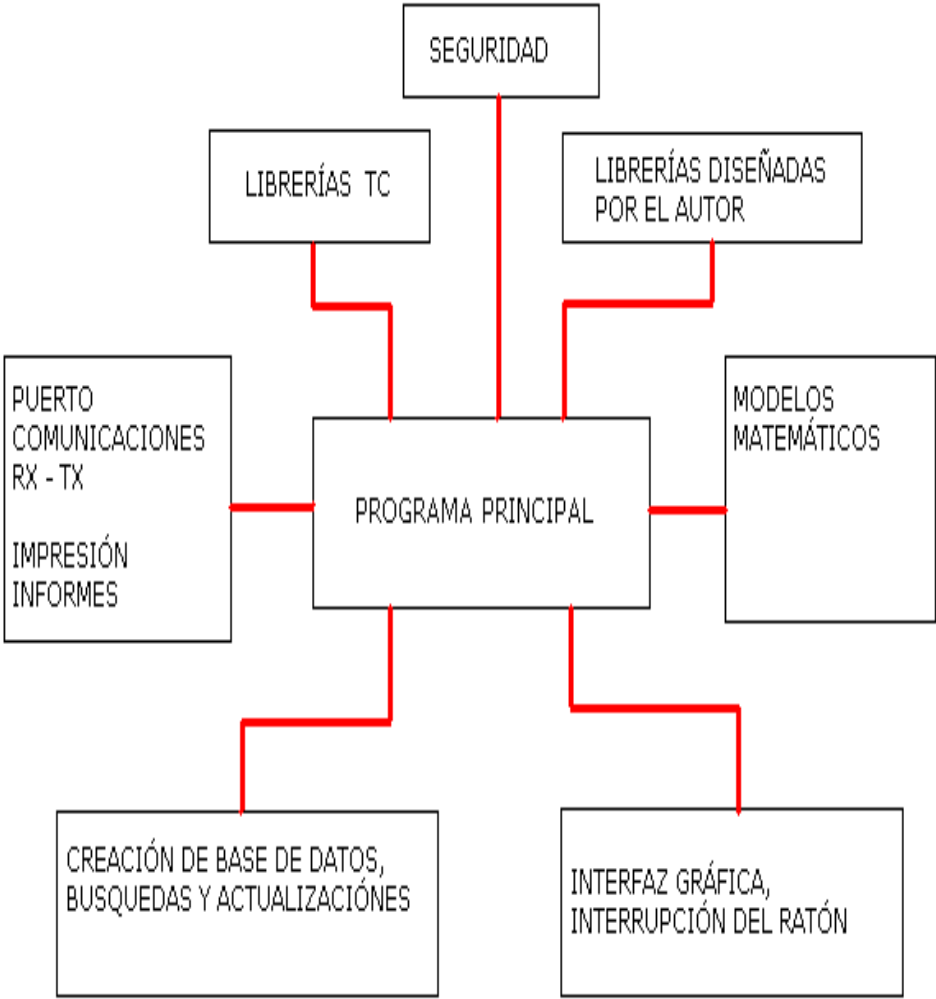 SEGURIDAD
LIBRERÍAS TC
LIBRERÍAS DISEÑADAS
POR EL AUTOR
PUERTO
COMUNICACIONES
RX - TX
IMPRESIÓN
INFORMES
PROGRAMA PRINCIPAL
MODELOS
MATEMÁTICOS
CREACIÓN DE BASE DE DATOS,
BUSQUEDAS Y ACTUALIZACIÓNES
INTERFAZ GRÁFICA,
INTERRUPCIÓN DEL RATÓN